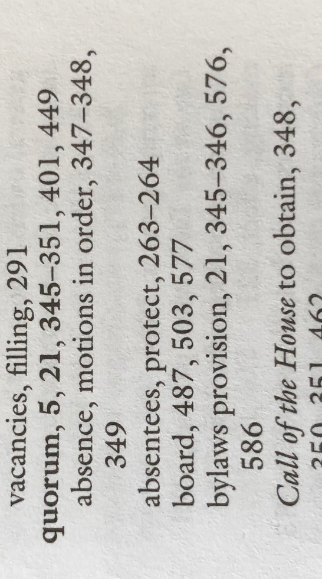 vacancies, filling, 291
quorum, 5, 21, 345–351, 401, 449
absence, motions in order, 347–348,
349
absentees, protect, 263–264
board, 487, 503, 577
bylaws provision, 21, 345–346, 576,
586
Call of the House to obtain, 348,
350, 351, 462